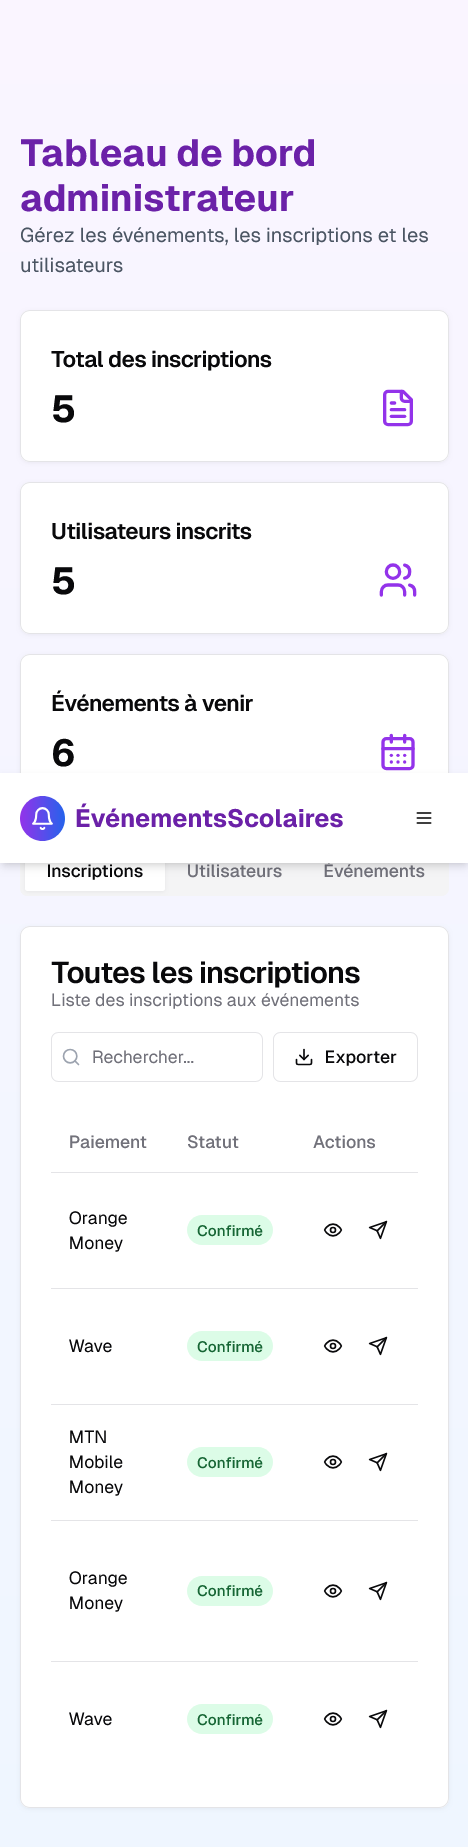 Tableau de bord
administrateur
Gérez les événements, les inscriptions et les
utilisateurs
Total des inscriptions
5
Utilisateurs inscrits
5
Événements à venir
6
ÉvénementsScolaires
Inscriptions Utilisateurs Événements
Toutes les inscriptions
Liste des inscriptions aux événements
Rechercher... Exporter
Paiement Statut Actions
Orange
Money
Confirmé
Wave Confirmé
MTN
Mobile
Money
Confirmé
Orange
Money
Confirmé
Wave Confirmé